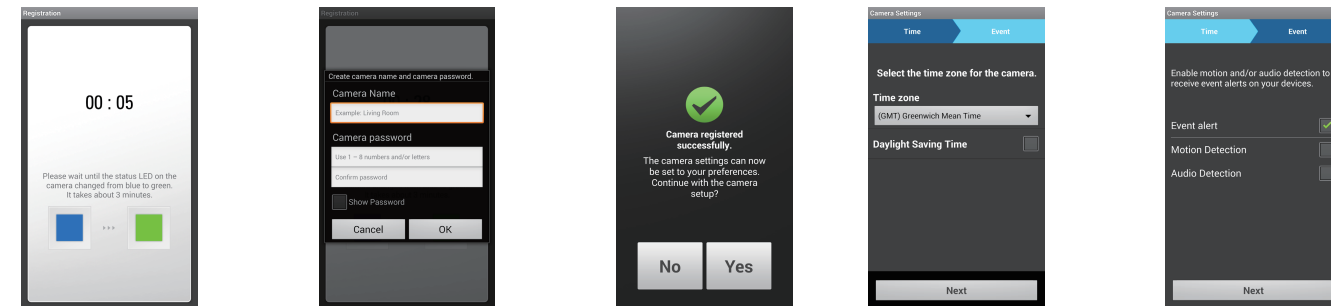 Registration
00 : 05
Please wait until the status LED on the
camera changed from blue to green.
It takes about 3 minutes.
Registration
Create camera name and camera password.
Camera Name
Example: Living Room
Camera password
Use 1 – 8 numbers and/or letters
Confirm password
Show Password
Cancel
OK
Camera registered
successfully.
The camera settings can now
be set to your preferences.
Continue with the camera
setup?
No
Yes
Camera Settings
Time
Event
Select the time zone for the camera.
Time zone
(GMT) Greenwich Mean Time
Daylight Saving Time
Next
Camera Settings
Time
Event
Enable motion and/or audio detection to
receive event alerts on your devices.
Event alert
Motion Detection
Audio Detection
Next